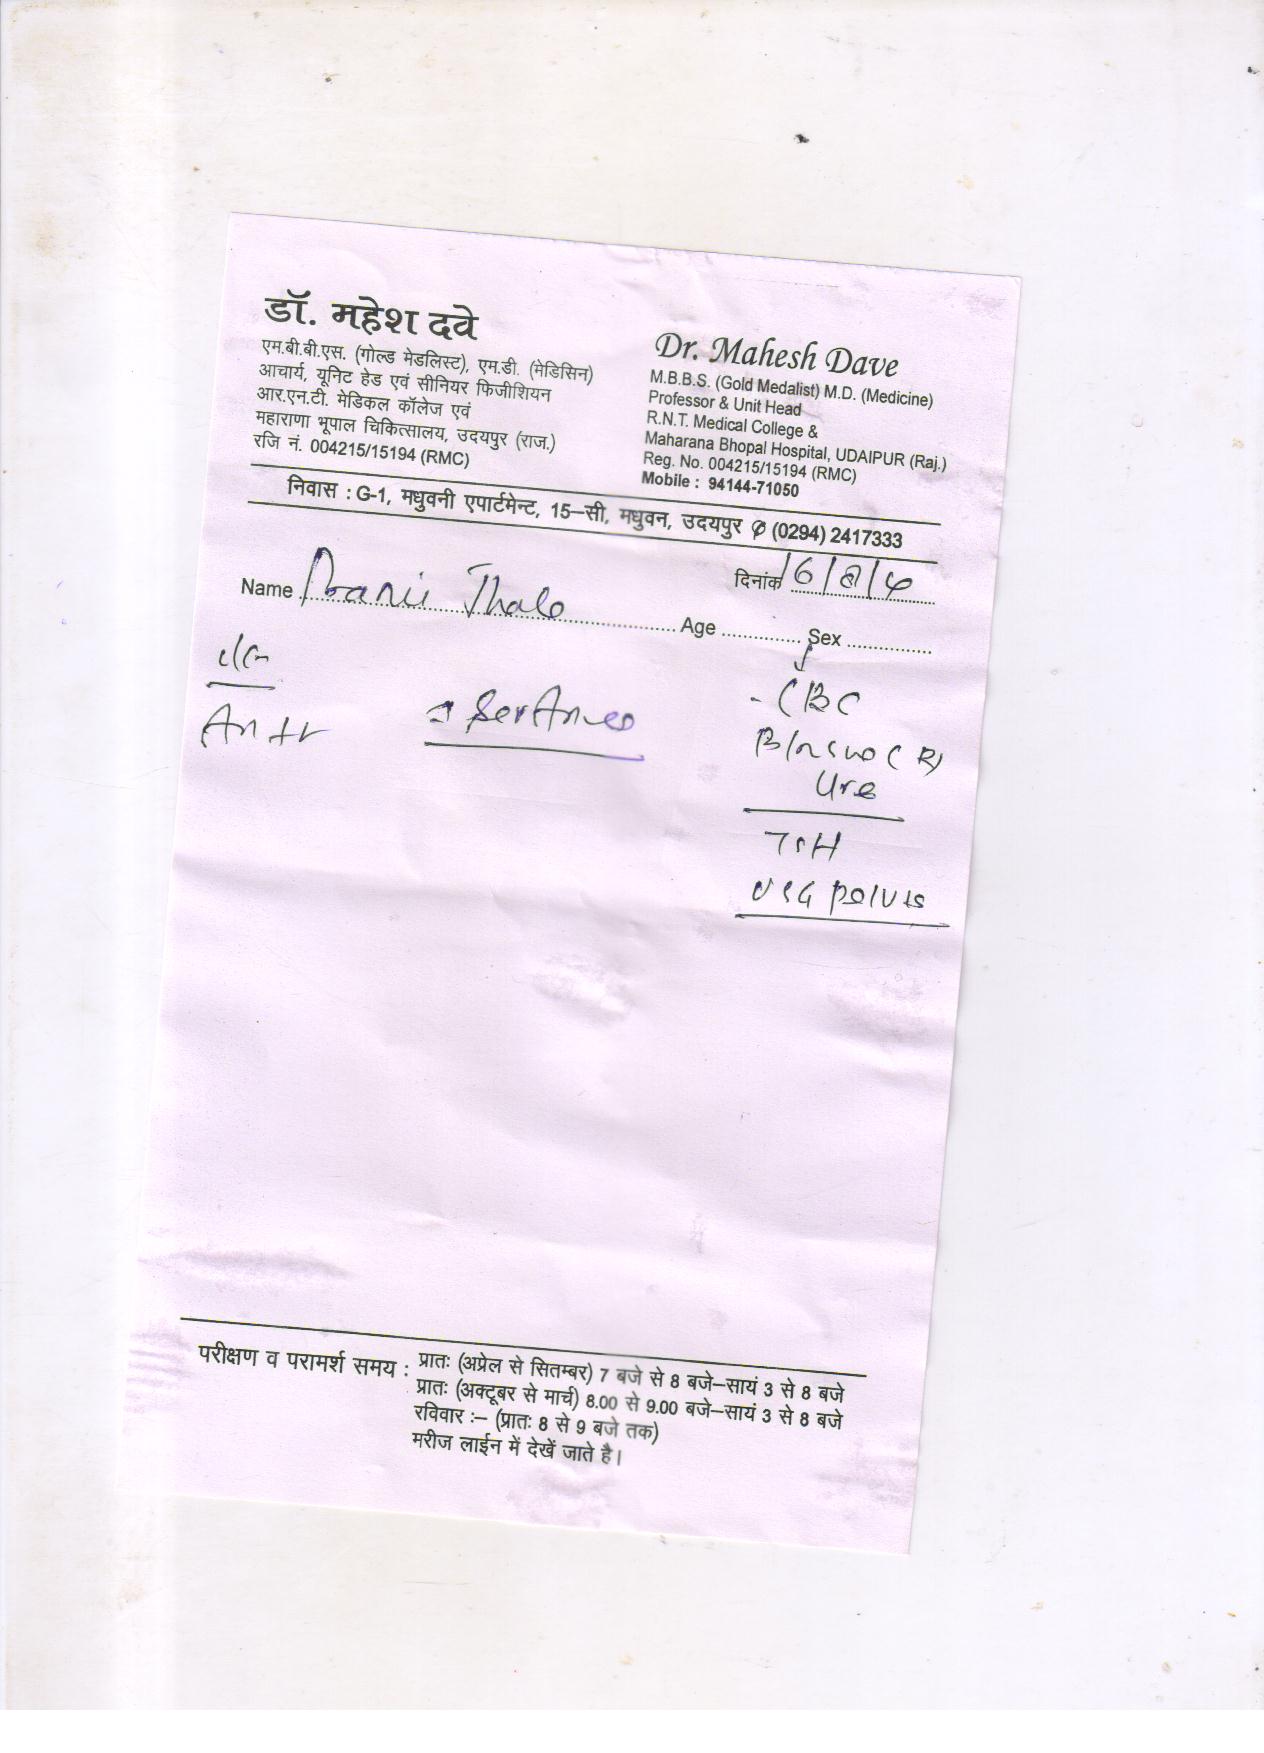 डॉ. महेश दवे
एम.बी.बी.एस. (गोल्ड मेडलिस्ट), एम.डी. (मेडिसिन)
आचार्य, यूनिट हेड एवं सीनियर फिजीशियन
आर.एन.टी. मेडिकल कॉलेज एवं
महाराणा भूपाल चिकित्सालय, उदयपुर (राज.)
रजि नं. 004215/15194 (RMC)
Dr. Mahesh Dave
M.B.B.S. (Gold Medalist) M.D. (Medicine)
Professor & Unit Head
R.N.T. Medical College &
Maharana Bhopal Hospital, UDAIPUR (Raj.)
Reg. No. 004215/15194 (RMC)
Mobile : 94144-71050
निवास : G-1, मधुवनी एपार्टमेन्ट, 15–सी, मधुवन, उदयपुर (0294) 2417333
दिनांक
Name Age Sex
- CBC
(R)
TSH
USG pelvis
परीक्षण व परामर्श समय : प्रातः (अप्रेल से सितम्बर) 7 बजे से 8 बजे–सायं 3 से 8 बजे
प्रातः (अक्टूबर से मार्च) 8.00 से 9.00 बजे–सायं 3 से 8 बजे
रविवार :– (प्रातः 8 से 9 बजे तक)
मरीज लाईन में देखें जाते है।